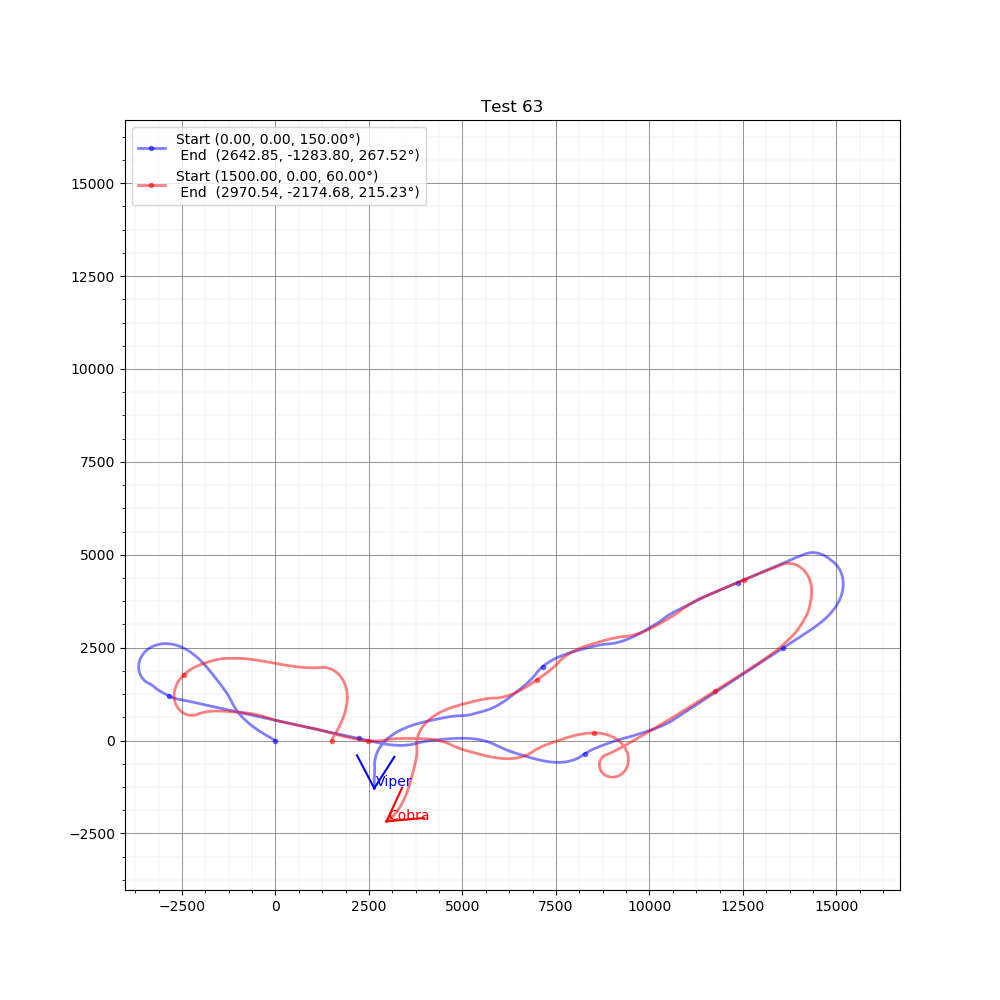 Test 63
Start (0.00, 0.00, 150.00°)
End (2642.85, -1283.80, 267.52°)
Start (1500.00, 0.00, 60.00°)
End (2970.54, -2174.68, 215.23°)
15000
12500
10000
7500
5000
2500
0
−2500
Viper
Cobra
−2500 0 2500 5000 7500 10000 12500 15000